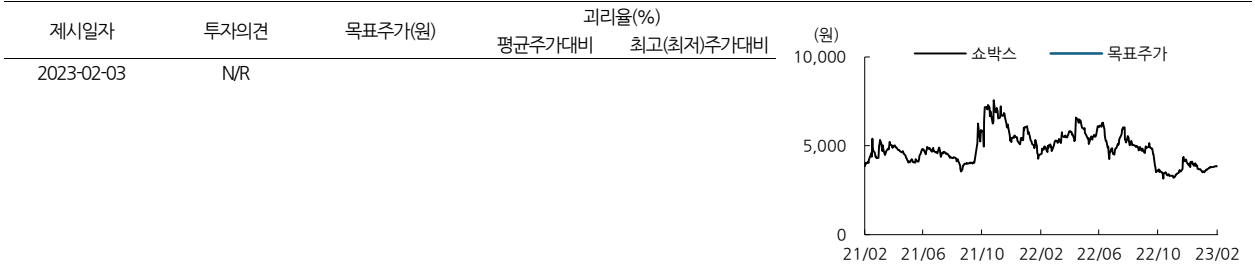 제시일자 투자의견 목표주가(원) 괴리율(%)
평균주가대비 최고(최저)주가대비
2023-02-03 N/R
(원)
쇼박스 목표주가
10,000
5,000
0
21/02 21/06 21/10 22/02 22/06 22/10 23/02